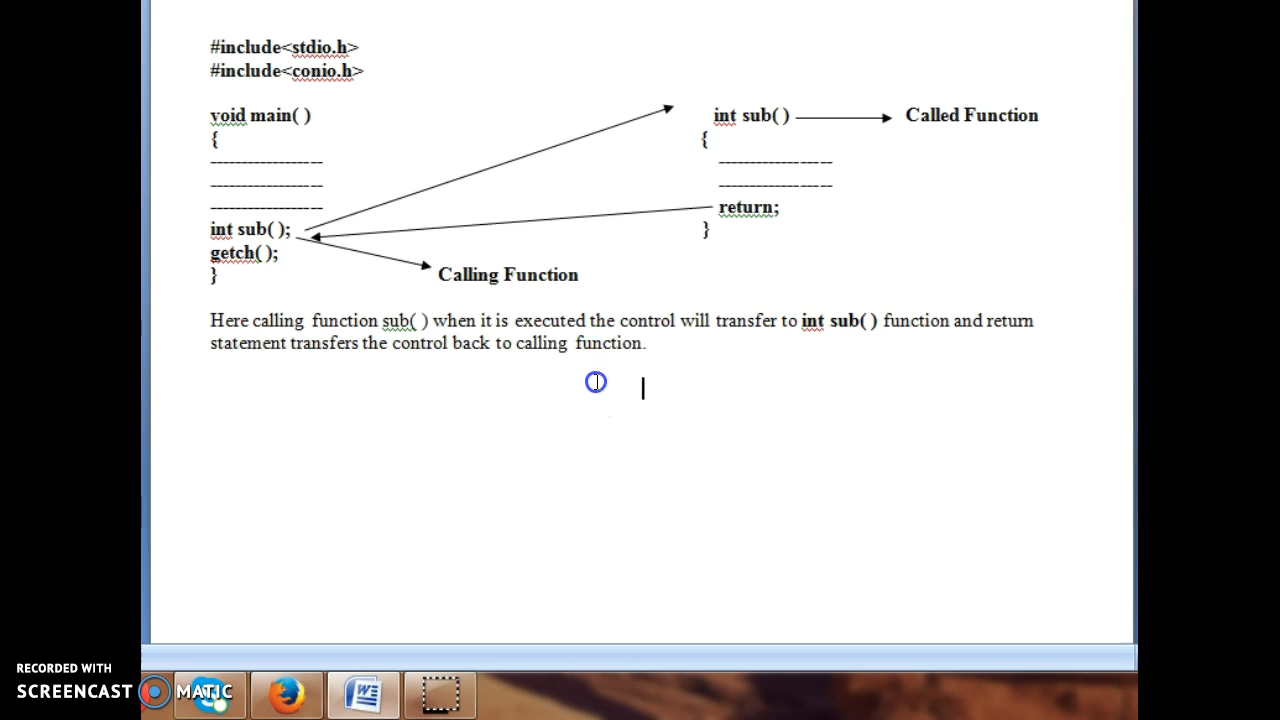 #include<stdio.h>
#include<conio.h>
void main( )
{
-------------------
-------------------
-------------------
int sub( );
getch( );
}
Calling Function
int sub( )
Called Function
{
-------------------
-------------------
return;
}
Here calling function sub( ) when it is executed the control will transfer to int sub( ) function and return
statement transfers the control back to calling function.
RECORDED WITH
SCREENCAST MATIC